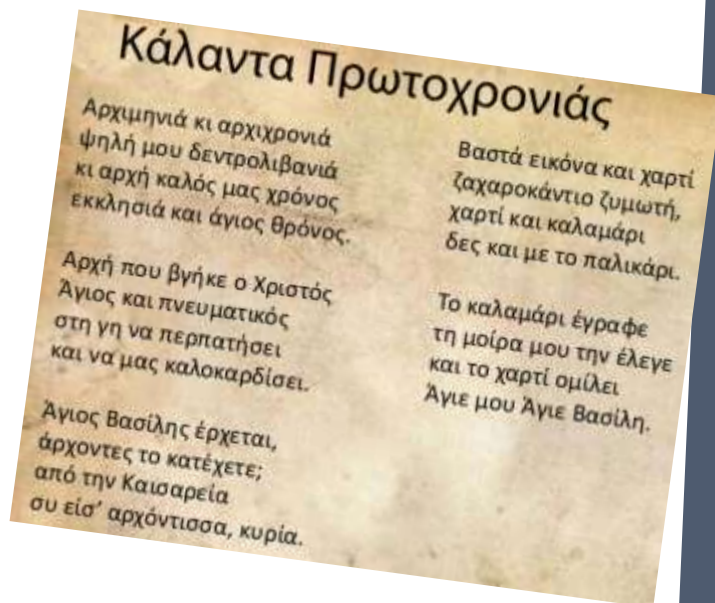 Κάλαντα Πρωτοχρονιάς
Αρχιμηνιά κι αρχιχρονιά
ψηλή μου δεντρολιβανιά
κι αρχή καλός μας χρόνος
εκκλησιά και άγιος θρόνος.
Αρχή που βγήκε ο Χριστός
Άγιος και πνευματικός
στη γη να περπατήσει
και να μας καλοκαρδίσει.
Άγιος Βασίλης έρχεται,
άρχοντες το κατέχετε;
από την Καισαρεία
συ είσ' αρχόντισσα, κυρία.
Βαστά εικόνα και χαρτί
ζαχαροκάντιο ζυμωτή,
χαρτί και καλαμάρι
δες και με το παλικάρι.
Το καλαμάρι έγραφε
τη μοίρα μου την έλεγε
και το χαρτί ομίλει
Άγιε μου Άγιε Βασίλη.